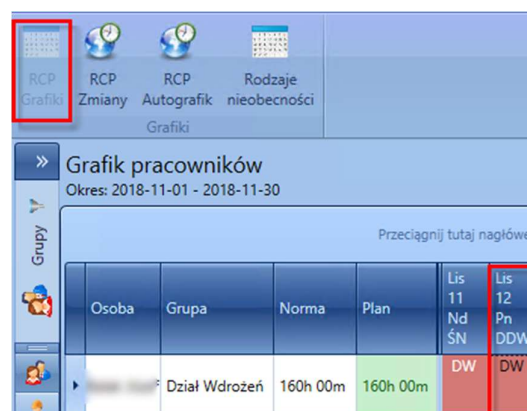 RCP Grafiki
RCP Zmiany
RCP Autografik
Rodzaje nieobecności
Grafiki
Grafik pracowników
Okres: 2018-11-01 - 2018-11-30
Grupy
Przeciągnij tutaj
Osoba
Grupa
Norma
Plan
Lis 11 Nd ŚN
Lis 12 Pn DDW
Dział Wdrożeń
160h 00m
160h 00m
DW
DW